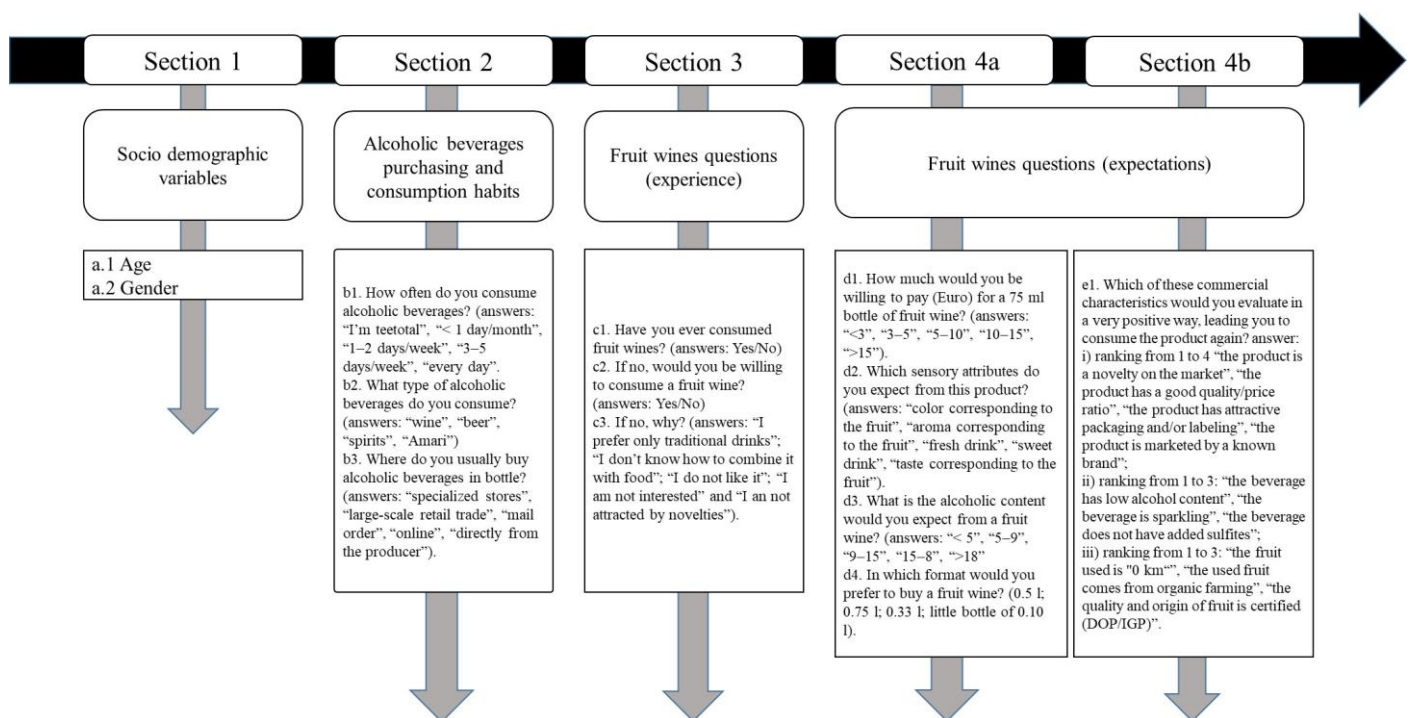 Section 1
Section 2
Section 3
Section 4a
Section 4b
Socio demographic
variables
Alcoholic beverages
purchasing and
consumption habits
Fruit wines questions
(experience)
Fruit wines questions (expectations)
a.1 Age
a.2 Gender
b1. How often do you consume
alcoholic beverages? (answers:
“I’m teetotal”, “< 1 day/month”,
“1–2 days/week”, “3–5
days/week”, “every day”.
b2. What type of alcoholic
beverages do you consume?
(answers: “wine”, “beer”,
“spirits”, “Amari”)
b3. Where do you usually buy
alcoholic beverages in bottle?
(answers: “specialized stores”,
“large-scale retail trade”, “mail
order”, “online”, “directly from
the producer”).
c1. Have you ever consumed
fruit wines? (answers: Yes/No)
c2. If no, would you be willing
to consume a fruit wine?
(answers: Yes/No)
c3. If no, why? (answers: “I
prefer only traditional drinks”;
“I don’t know how to combine it
with food”; “I do not like it”; “I
am not interested” and “I an not
attracted by novelties”).
d1. How much would you be
willing to pay (Euro) for a 75 ml
bottle of fruit wine? (answers:
“<3”, “3–5”, “5–10”, “10–15”,
“>15”).
d2. Which sensory attributes do
you expect from this product?
(answers: “color corresponding to
the fruit”, “aroma corresponding
to the fruit”, “fresh drink”, “sweet
drink”, “taste corresponding to the
fruit”).
d3. What is the alcoholic content
would you expect from a fruit
wine? (answers: “< 5”, “5–9”,
“9–15”, “15–8”, “>18”
d4. In which format would you
prefer to buy a fruit wine? (0.5 l;
0.75 l; 0.33 l; little bottle of 0.10
l).
e1. Which of these commercial
characteristics would you evaluate in
a very positive way, leading you to
consume the product again? answer:
i) ranking from 1 to 4 “the product is
a novelty on the market”, “the
product has a good quality/price
ratio”, “the product has attractive
packaging and/or labeling”, “the
product is marketed by a known
brand”;
ii) ranking from 1 to 3: “the beverage
has low alcohol content”, “the
beverage is sparkling”, “the beverage
does not have added sulfites”;
iii) ranking from 1 to 3: “the fruit
used is "0 km“”, “the used fruit
comes from organic farming”, “the
quality and origin of fruit is certified
(DOP/IGP)”.